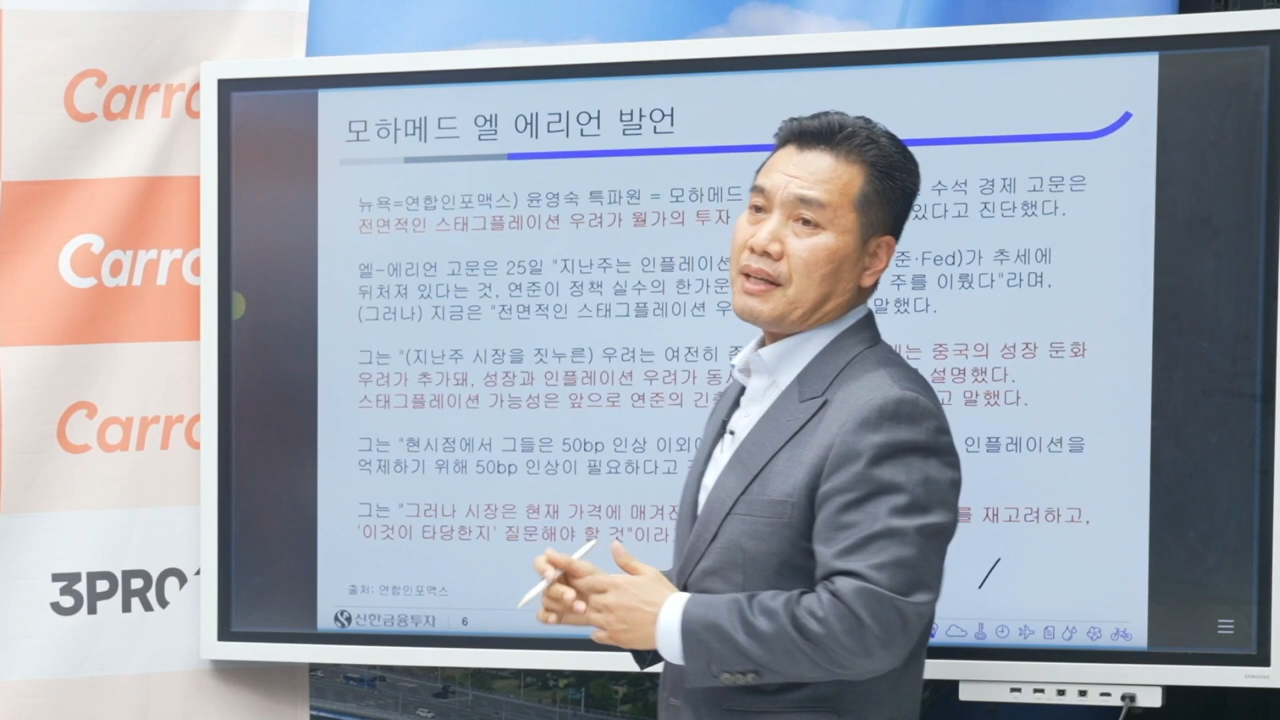 Carro
Carro
Carro
3PRO
모하메드 엘 에리언 발언
뉴욕=연합인포맥스) 윤영숙 특파원 = 모하메드 수석 경제 고문은
전면적인 스태그플레이션 우려가 월가의 투자 있다고 진단했다.
엘-에리언 고문은 25일 "지난주는 인플레이션 준·Fed)가 추세에
뒤처져 있다는 것, 연준이 정책 실수의 한가운 주를 이뤘다"라며,
(그러나) 지금은 "전면적인 스태그플레이션 우 말했다.
그는 "(지난주 시장을 짓누른) 우려는 여전히 는 중국의 성장 둔화
우려가 추가돼, 성장과 인플레이션 우려가 동 설명했다.
스태그플레이션 가능성은 앞으로 연준의 긴 고 말했다.
그는 "현시점에서 그들은 50bp 인상 이외 인플레이션을
억제하기 위해 50bp 인상이 필요하다고
그는 "그러나 시장은 현재 가격에 매겨진 를 재고려하고,
'이것이 타당한지' 질문해야 할 것"이라
출처: 연합인포맥스
신한금융투자 6
SAMSUNG